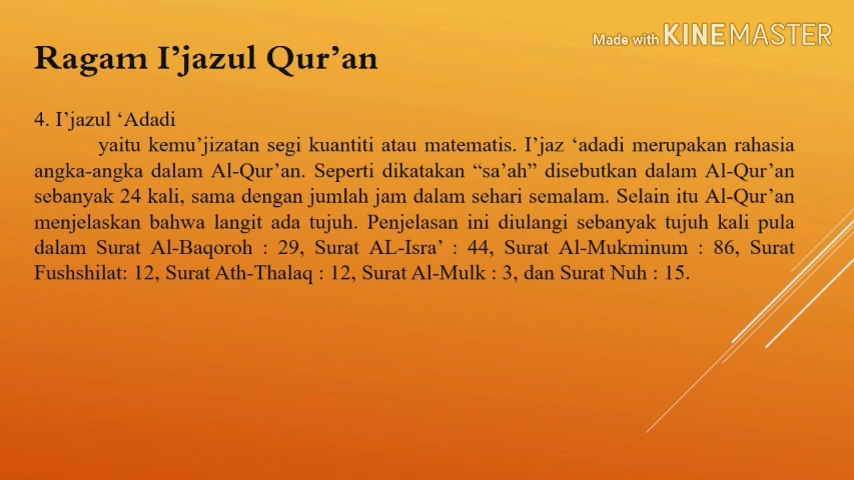 Made with KINEMASTER
Ragam I’jazul Qur’an
4. I’jazul ‘Adadi
yaitu kemu’jizatan segi kuantiti atau matematis. I’jaz ‘adadi merupakan rahasia
angka-angka dalam Al-Qur’an. Seperti dikatakan “sa’ah” disebutkan dalam Al-Qur’an
sebanyak 24 kali, sama dengan jumlah jam dalam sehari semalam. Selain itu Al-Qur’an
menjelaskan bahwa langit ada tujuh. Penjelasan ini diulangi sebanyak tujuh kali pula
dalam Surat Al-Baqoroh : 29, Surat AL-Isra’ : 44, Surat Al-Mukminum : 86, Surat
Fushshilat: 12, Surat Ath-Thalaq : 12, Surat Al-Mulk : 3, dan Surat Nuh : 15.